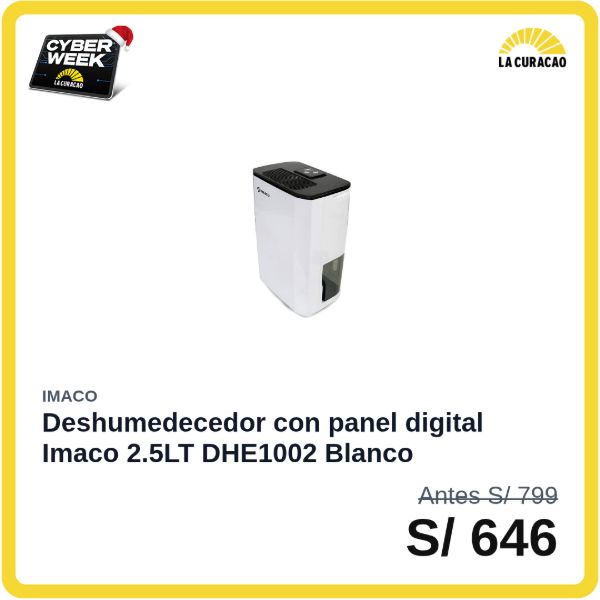 CYBER
WEEK
LA CURACAO
LA CURACAO
IMACO
Deshumedecedor con panel digital
Imaco 2.5LT DHE1002 Blanco
Antes S/ 799
S/ 646